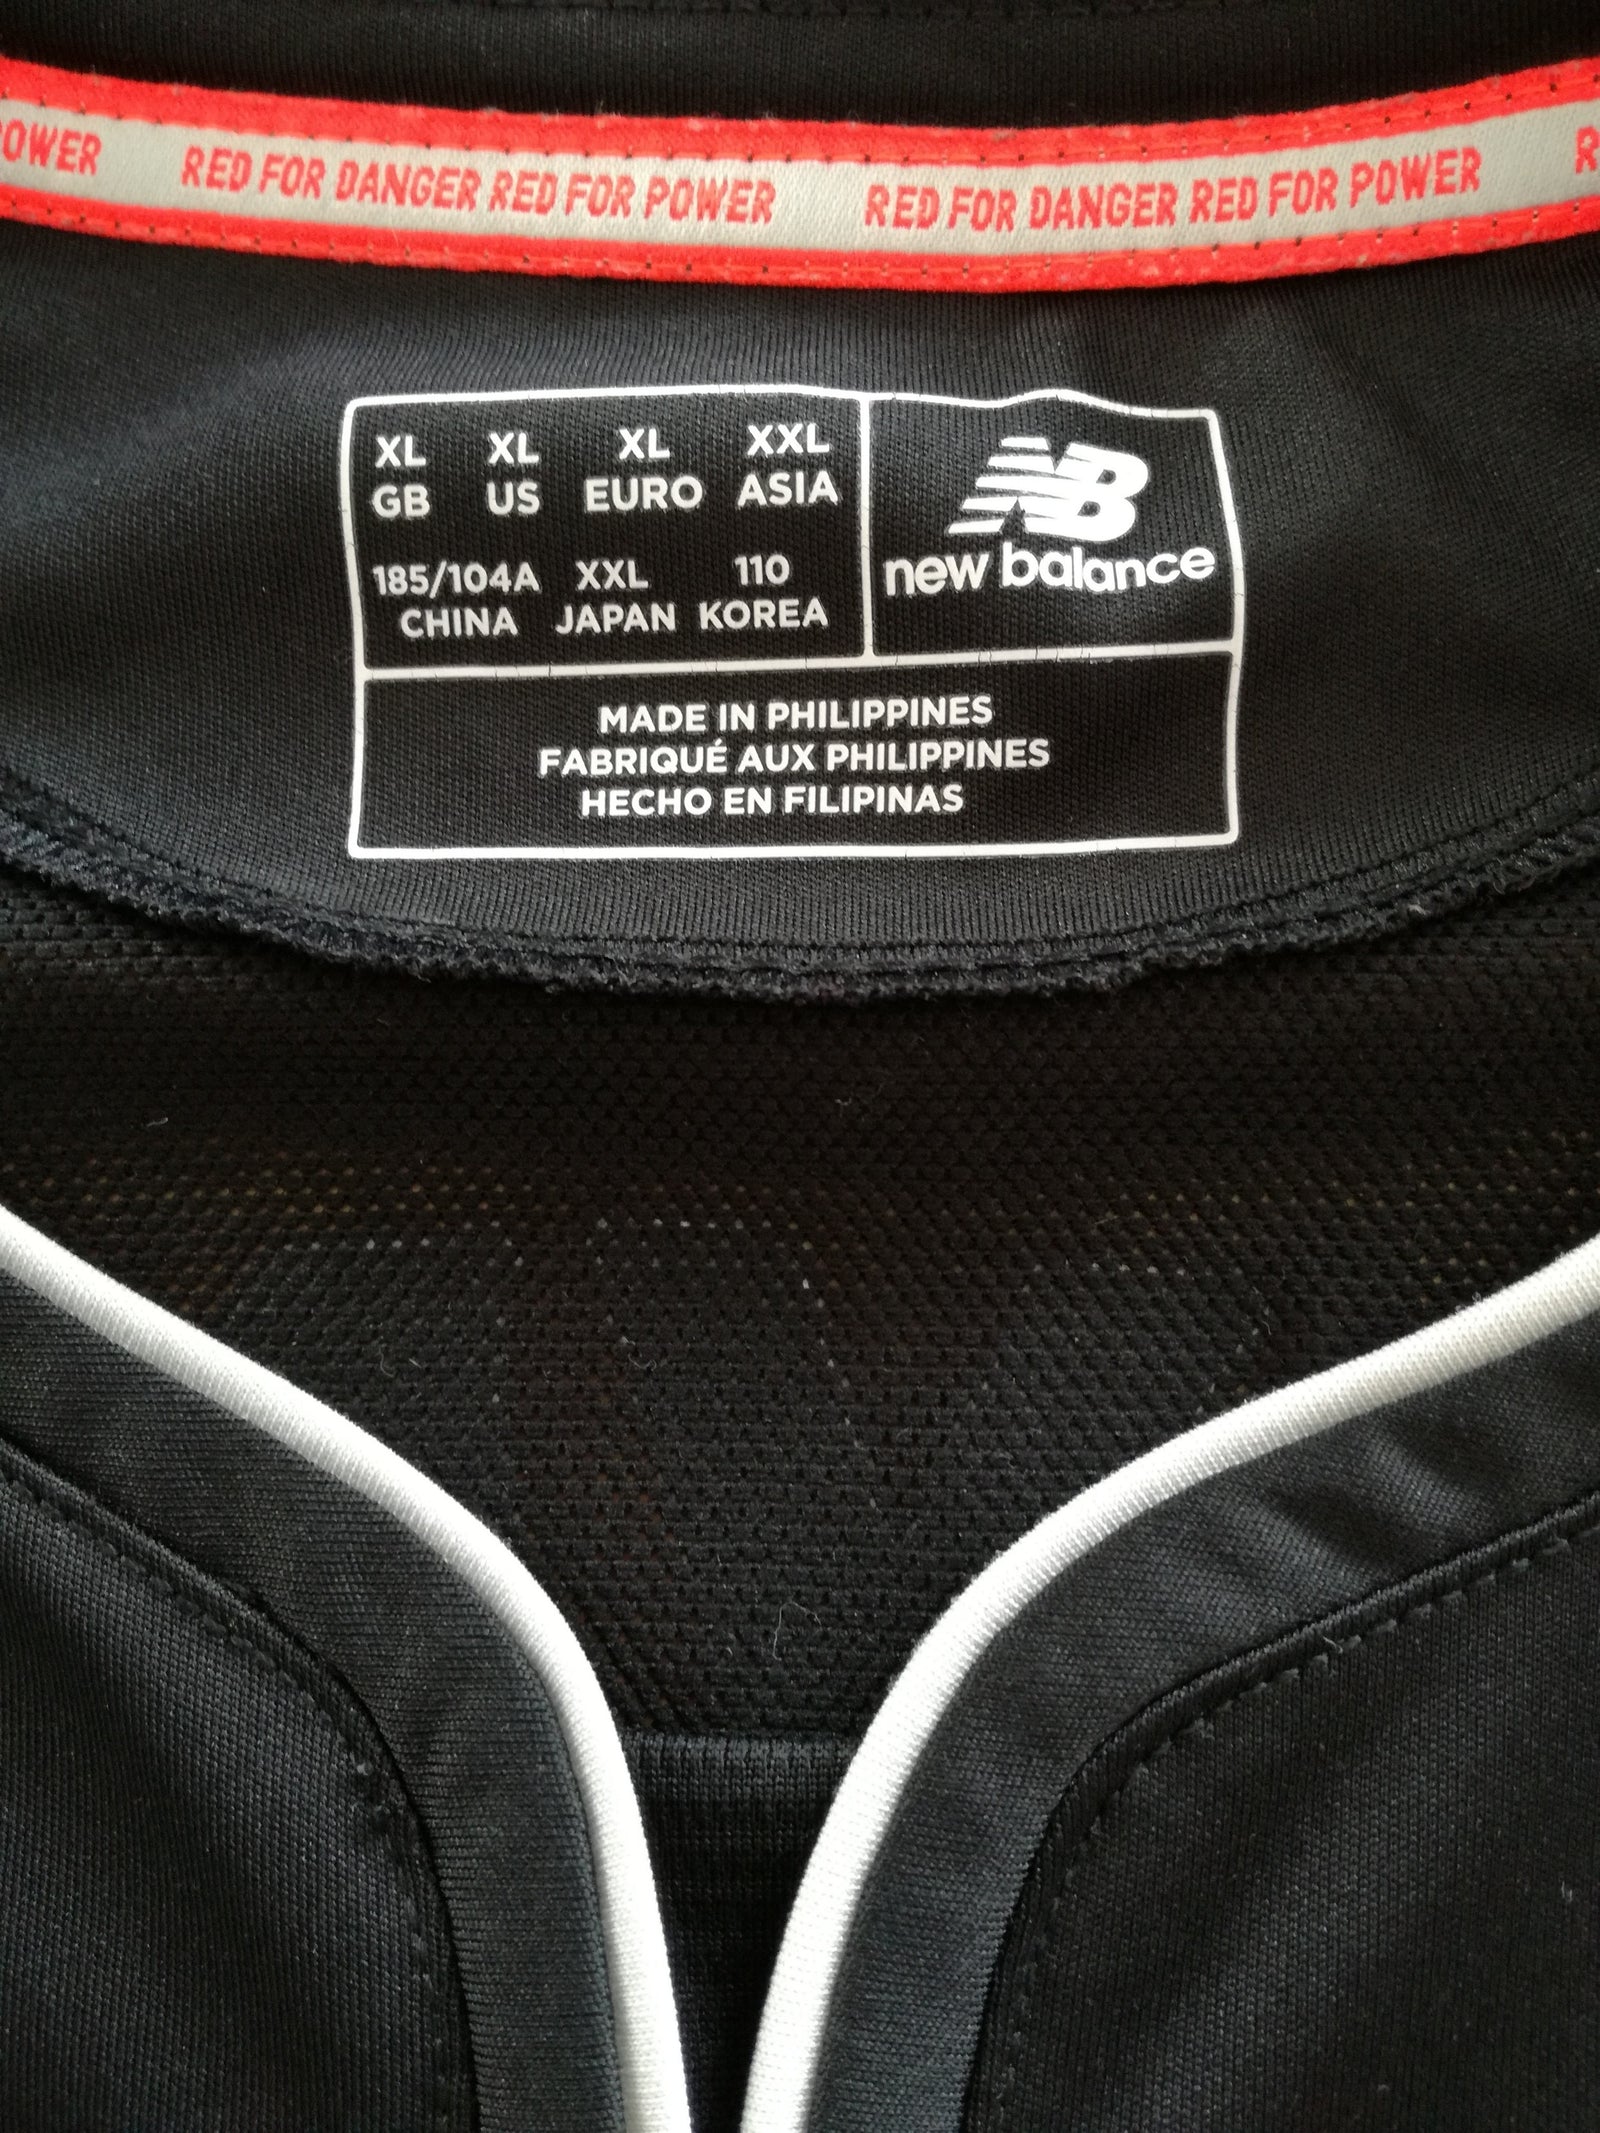 POWER RED FOR DANGER RED FOR POWER RED FOR DANGER RED FOR POWER
XL XL XL XXL
GB US EURO ASIA
185/104A XXL 110
CHINA JAPAN KOREA
NB
new balance
MADE IN PHILIPPINES
FABRIQUÉ AUX PHILIPPINES
HECHO EN FILIPINAS